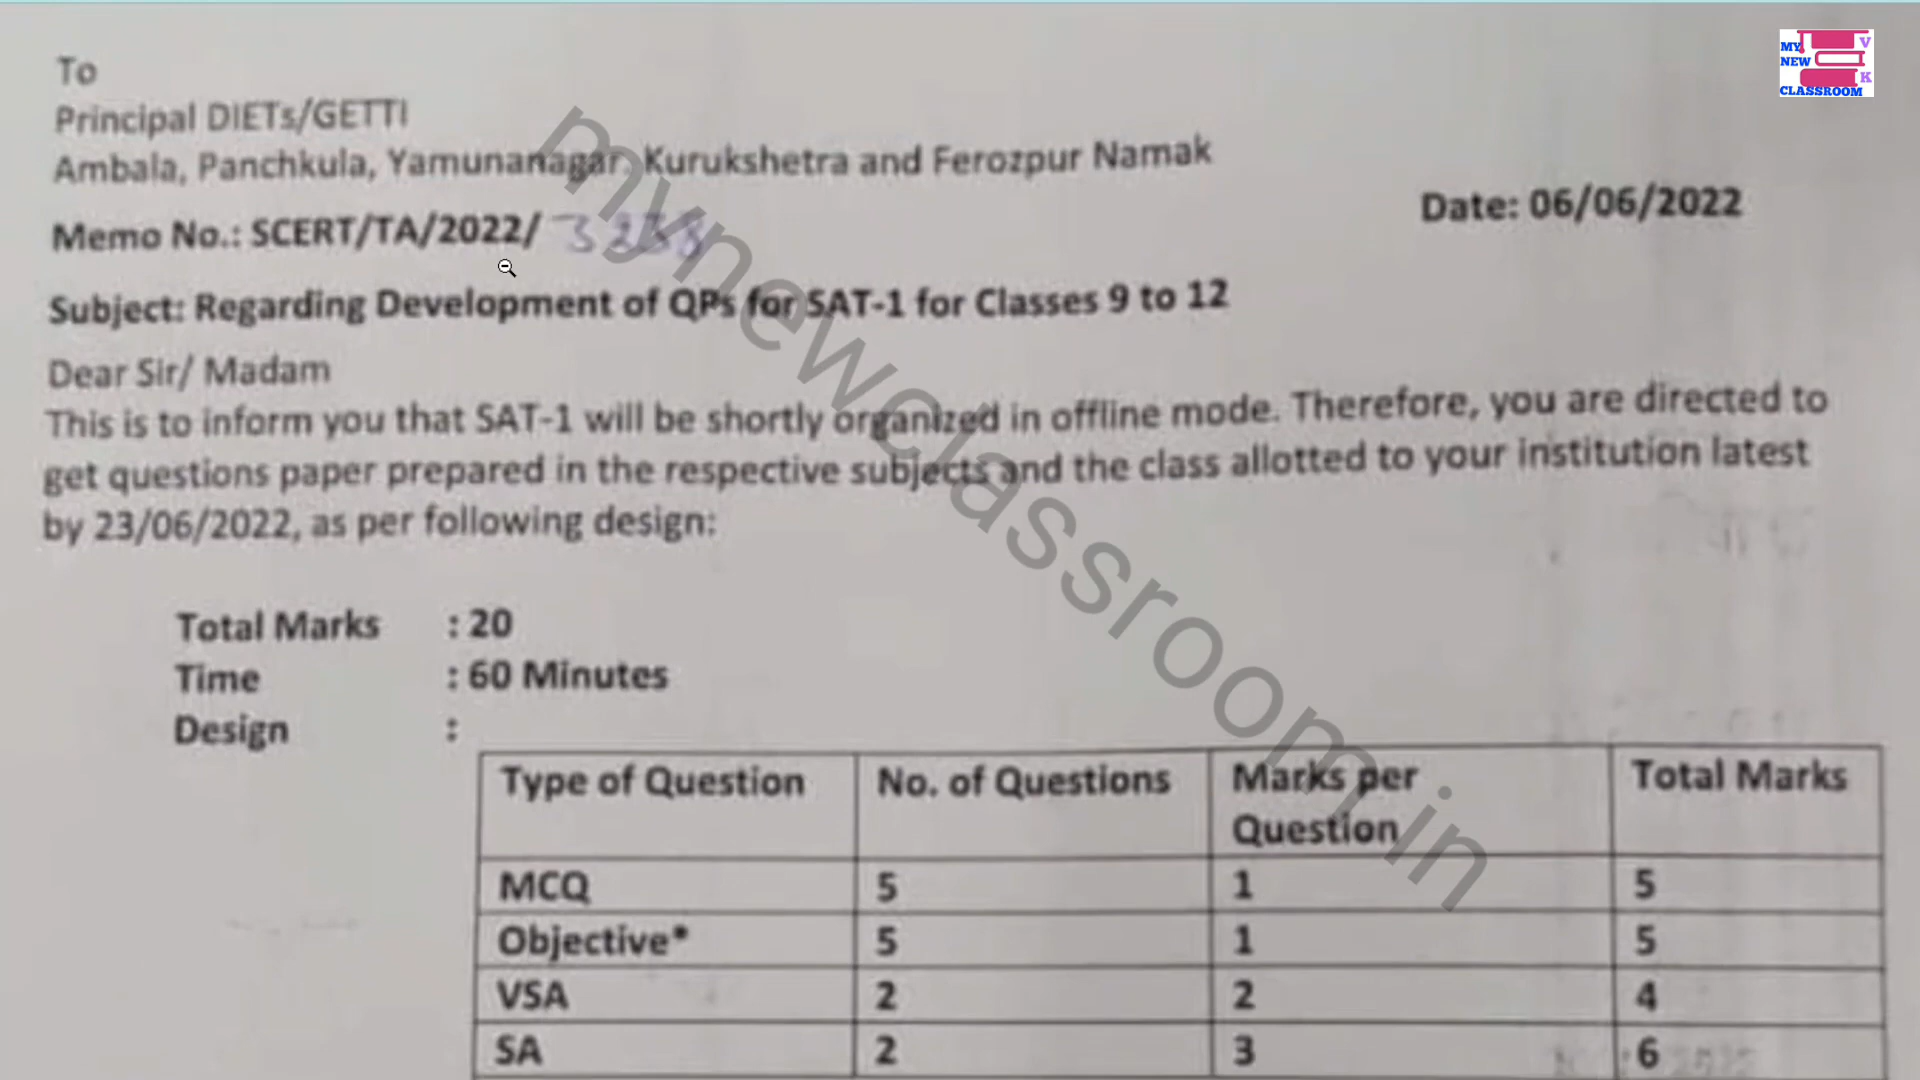 MY V
NEW K
CLASSROOM
To
Principal DIETs/GETTI
Ambala, Panchkula, Yamunanagar, Kurukshetra and Ferozpur Namak
Date: 06/06/2022
Memo No.: SCERT/TA/2022/
Subject: Regarding Development of QPs for SAT-1 for Classes 9 to 12
Dear Sir/ Madam
This is to inform you that SAT-1 will be shortly organized in offline mode. Therefore, you are directed to
get questions paper prepared in the respective subjects and the class allotted to your institution latest
by 23/06/2022, as per following design:
Total Marks : 20
Time : 60 Minutes
Design :
Type of Question No. of Questions Marks per Question Total Marks
MCQ 5 1 5
Objective* 5 1 5
VSA 2 2 4
SA 2 3 6
mynewclassroom.in